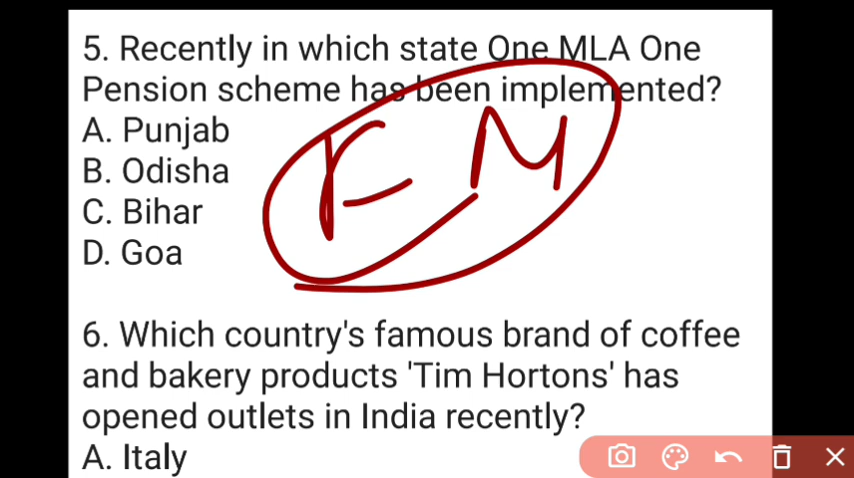 5. Recently in which state One MLA One
Pension scheme has been implemented?
A. Punjab
B. Odisha
C. Bihar
D. Goa
F M
6. Which country's famous brand of coffee
and bakery products 'Tim Hortons' has
opened outlets in India recently?
A. Italy